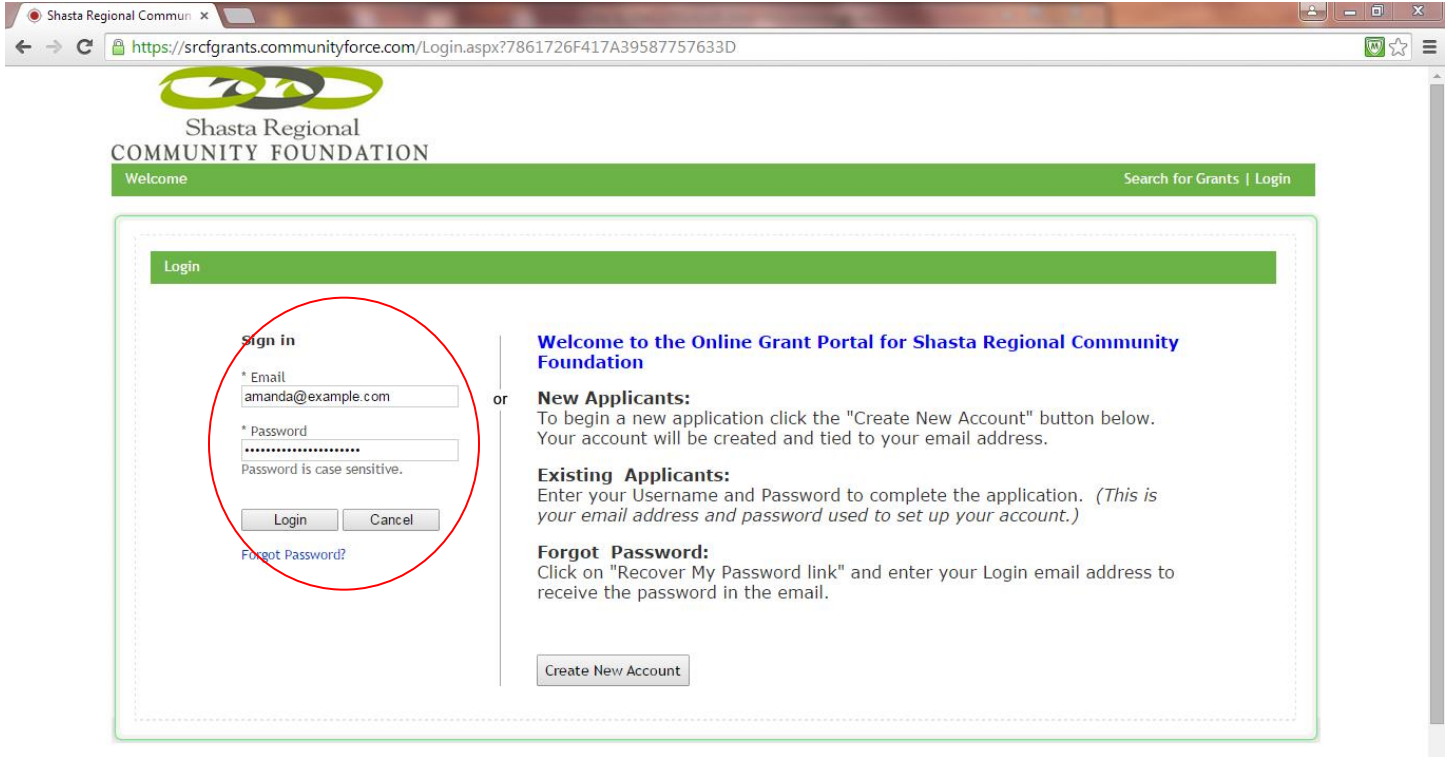 Shasta Regional Commun
https://srcfgrants.communityforce.com/Login.aspx?7861726F417A39587757633D
Shasta Regional
COMMUNITY FOUNDATION
Welcome
Search for Grants | Login
Login
Sign in
* Email
amanda@example.com
* Password
••••••••••••••••••••••
Password is case sensitive.
Login
Cancel
Forgot Password?
or
Welcome to the Online Grant Portal for Shasta Regional Community
Foundation
New Applicants:
To begin a new application click the "Create New Account" button below.
Your account will be created and tied to your email address.
Existing Applicants:
Enter your Username and Password to complete the application. (This is
your email address and password used to set up your account.)
Forgot Password:
Click on "Recover My Password link" and enter your Login email address to
receive the password in the email.
Create New Account